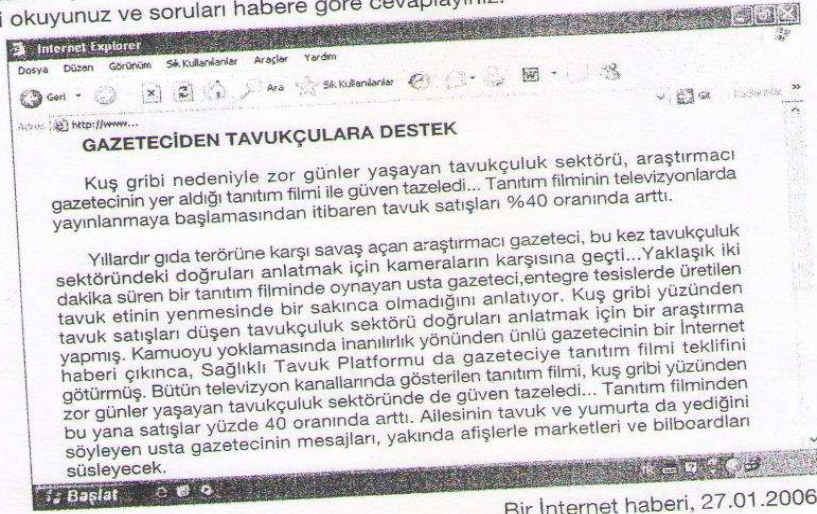 i okuyunuz ve soruları habere göre cevaplayınız.
Internet Explorer
Dosya Düzen Görünüm Sık Kullanılanlar Araçlar Yardım
Geri Ara Sık Kullanılanlar
Adres http://www... Git
GAZETECİDEN TAVUKÇULARA DESTEK
Kuş gribi nedeniyle zor günler yaşayan tavukçuluk sektörü, araştırmacı
gazetecinin yer aldığı tanıtım filmi ile güven tazeledi... Tanıtım filminin televizyonlarda
yayınlanmaya başlamasından itibaren tavuk satışları %40 oranında arttı.
Yıllardır gıda terörüne karşı savaş açan araştırmacı gazeteci, bu kez tavukçuluk
sektöründeki doğruları anlatmak için kameraların karşısına geçti...Yaklaşık iki
dakika süren bir tanıtım filminde oynayan usta gazeteci,entegre tesislerde üretilen
tavuk etinin yenmesinde bir sakınca olmadığını anlatıyor. Kuş gribi yüzünden
tavuk satışları düşen tavukçuluk sektörü doğruları anlatmak için bir araştırma
yapmış. Kamuoyu yoklamasında inanılırlık yönünden ünlü gazetecinin bir İnternet
haberi çıkınca, Sağlıklı Tavuk Platformu da gazeteciye tanıtım filmi teklifini
götürmüş. Bütün televizyon kanallarında gösterilen tanıtım filmi, kuş gribi yüzünden
zor günler yaşayan tavukçuluk sektöründe de güven tazeledi... Tanıtım filminden
bu yana satışlar yüzde 40 oranında arttı. Ailesinin tavuk ve yumurta da yediğini
söyleyen usta gazetecinin mesajları, yakında afişlerle marketleri ve bilboardları
süsleyecek.
Başlat TR
Bir İnternet haberi, 27.01.2006